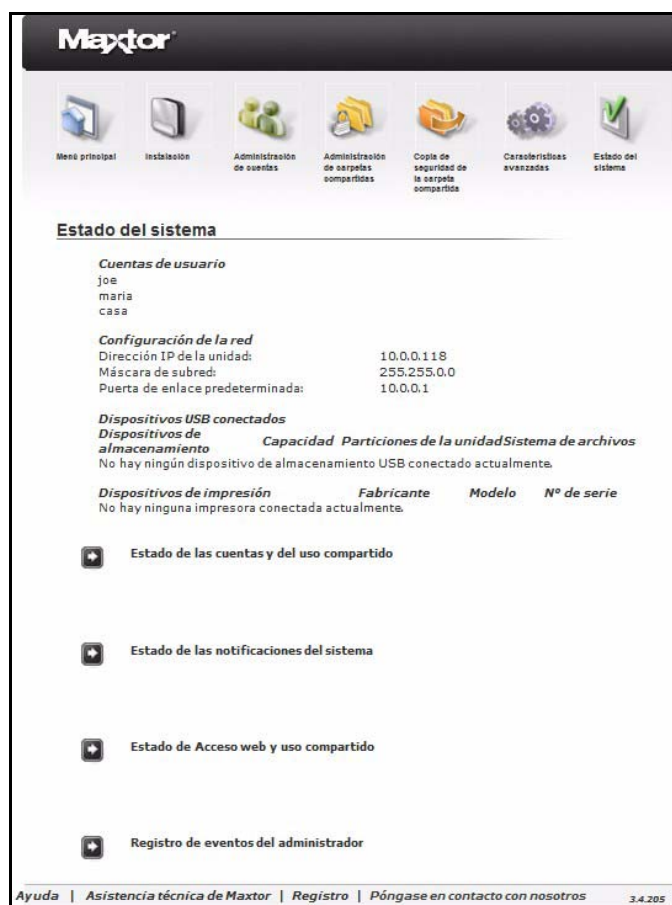 Maxtor
Menú principal
Instalación
Administración de cuentas
Administración de carpetas compartidas
Copia de seguridad de la carpeta compartida
Características avanzadas
Estado del sistema
Estado del sistema
Cuentas de usuario
joe
maria
casa
Configuración de la red
Dirección IP de la unidad: 10.0.0.118
Máscara de subred: 255.255.0.0
Puerta de enlace predeterminada: 10.0.0.1
Dispositivos USB conectados
Dispositivos de almacenamiento Capacidad Particiones de la unidad Sistema de archivos
No hay ningún dispositivo de almacenamiento USB conectado actualmente.
Dispositivos de impresión Fabricante Modelo Nº de serie
No hay ninguna impresora conectada actualmente.
Estado de las cuentas y del uso compartido
Estado de las notificaciones del sistema
Estado de Acceso web y uso compartido
Registro de eventos del administrador
Ayuda | Asistencia técnica de Maxtor | Registro | Póngase en contacto con nosotros 3.4.205